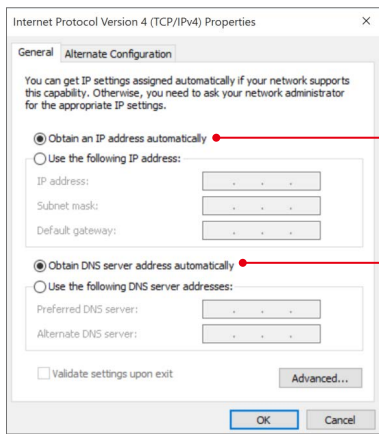 Internet Protocol Version 4 (TCP/IPv4) Properties
General Alternate Configuration
You can get IP settings assigned automatically if your network supports
this capability. Otherwise, you need to ask your network administrator
for the appropriate IP settings.
Obtain an IP address automatically
Use the following IP address:
IP address:
Subnet mask:
Default gateway:
Obtain DNS server address automatically
Use the following DNS server addresses:
Preferred DNS server:
Alternate DNS server:
Validate settings upon exit
Advanced...
OK Cancel